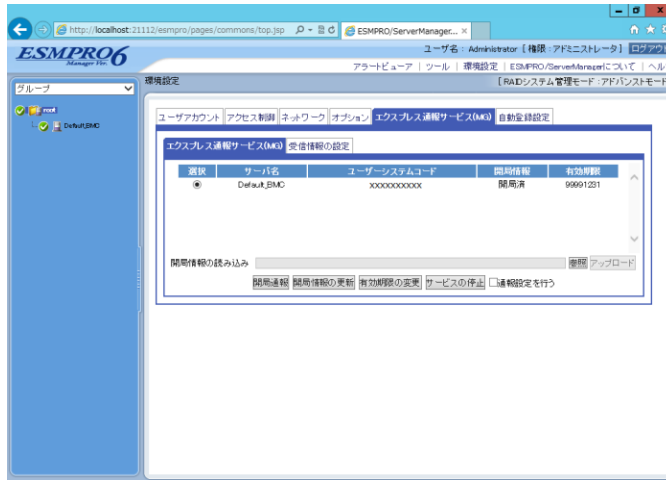 http://localhost:21112/esmpro/pages/commons/top.jsp
ESMPRO/ServerManager...
ESMPRO6
Manager Ver.
ユーザ名 : Administrator [ 権限 : アドミニストレータ ] ログアウ
アラートビューア | ツール | 環境設定 | ESMPRO/ServerManagerについて | ヘル
グループ
環境設定
[ RAIDシステム管理モード : アドバンストモード
root
Default_BMC
ユーザアカウント アクセス制御 ネットワーク オプション エクスプレス通報サービス(MG) 自動登録設定
エクスプレス通報サービス(MG) 受信情報の設定
選択 サーバ名 ユーザーシステムコード 開局情報 有効期限
Default_BMC xxxxxxxxxx 開局済 99991231
開局情報の読み込み 参照 アップロード
開局通報 開局情報の更新 有効期限の変更 サービスの停止 通報設定を行う